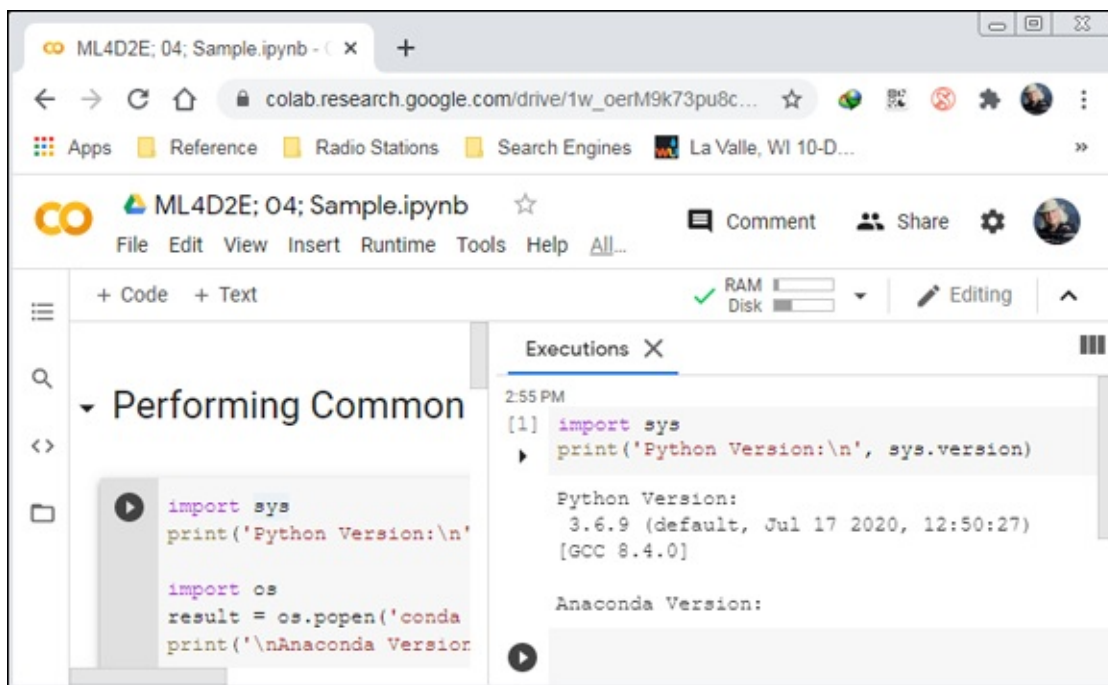 ML4D2E; 04; Sample.ipynb -
colab.research.google.com/drive/1w_oerM9k73pu8c...
Apps Reference Radio Stations Search Engines La Valle, WI 10-D...
ML4D2E; 04; Sample.ipynb
Comment Share
File Edit View Insert Runtime Tools Help All...
+ Code + Text
RAM
Disk
Editing
Performing Common
import sys
print('Python Version:\n'
import os
result = os.popen('conda
print('\nAnaconda Version
Executions
2:55 PM
[1] import sys
print('Python Version:\n', sys.version)
Python Version:
3.6.9 (default, Jul 17 2020, 12:50:27)
[GCC 8.4.0]
Anaconda Version: